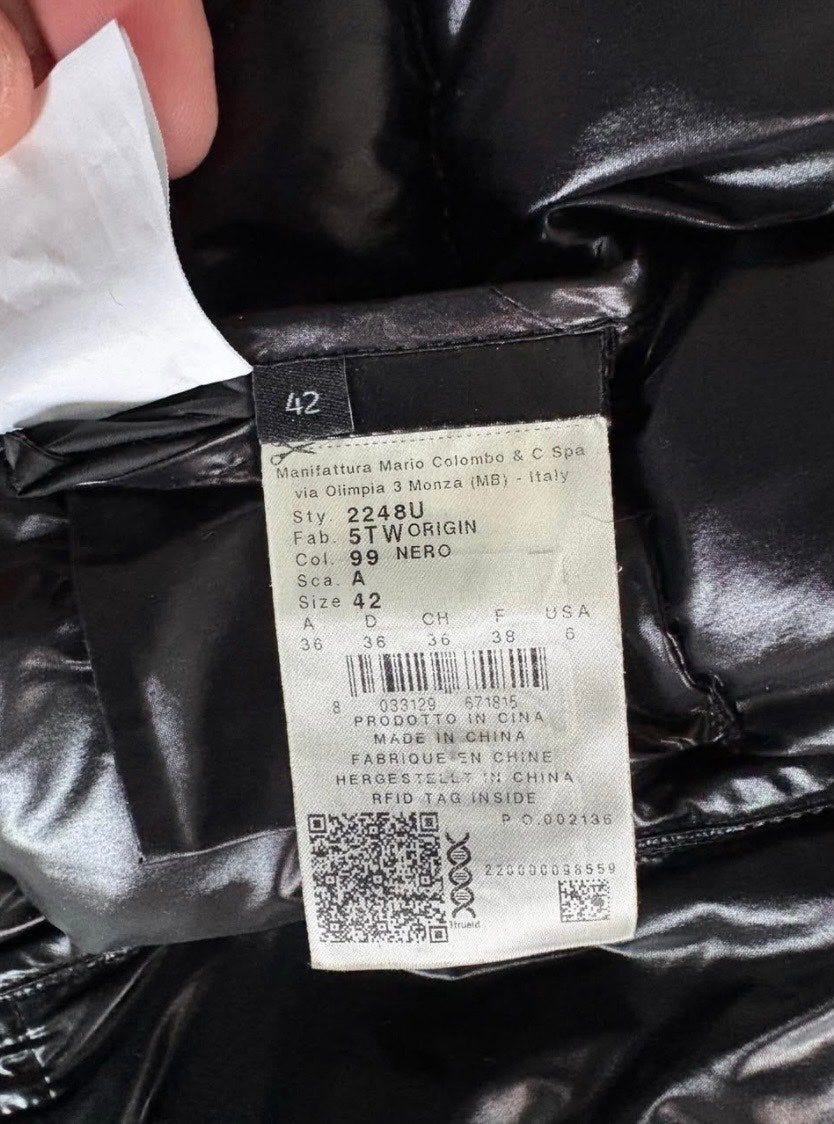 42
Manifattura Mario Colombo & C Spa
via Olimpia 3 Monza (MB) - Italy
Sty. 2248U
Fab. 5TW ORIGIN
Col. 99 NERO
Sca. A
Size 42
A D CH F USA
36 36 36 38 6
8 033129 671815
PRODOTTO IN CINA
MADE IN CHINA
FABRIQUE EN CHINE
HERGESTELLT IN CHINA
RFID TAG INSIDE
P.O.002136
220000098559